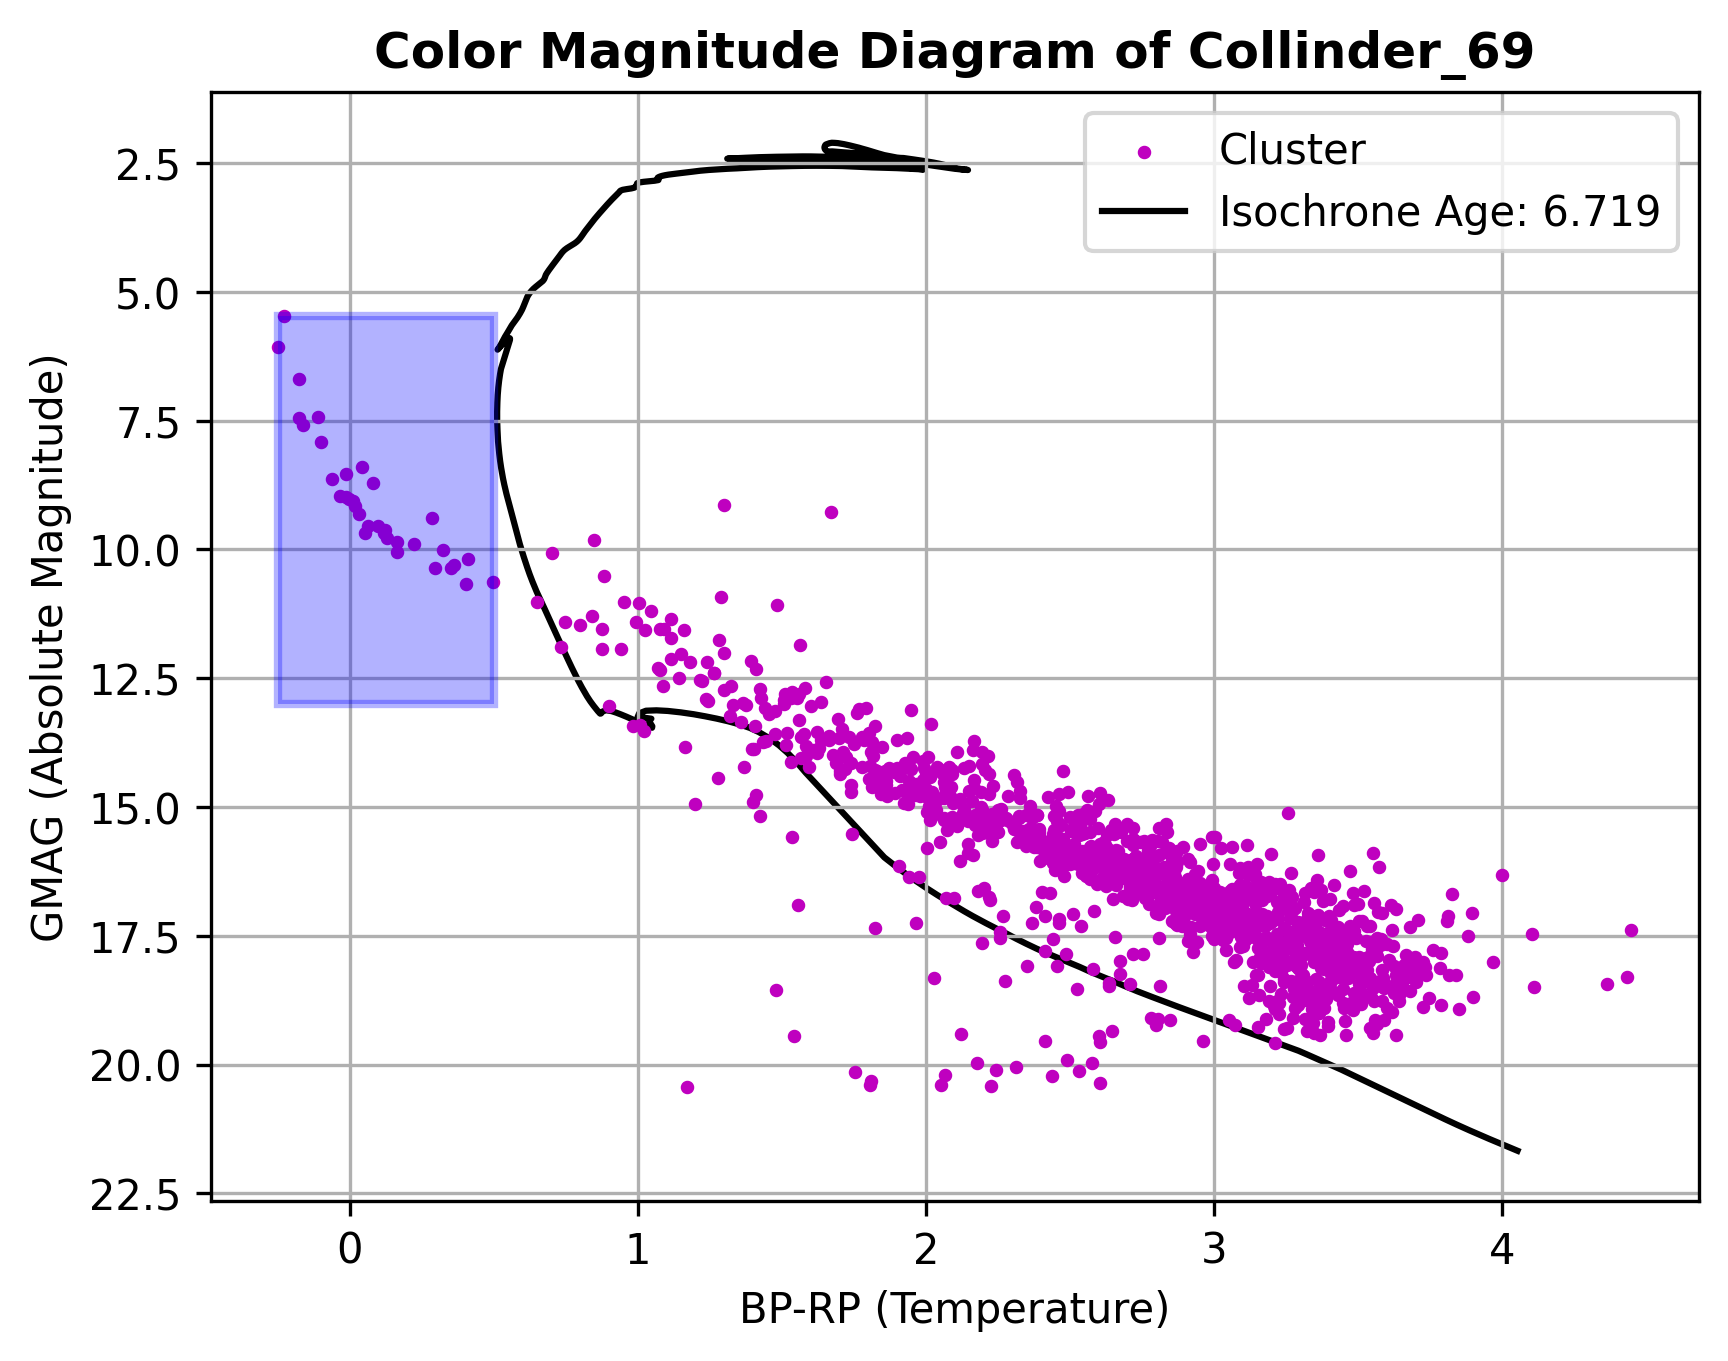 Color Magnitude Diagram of Collinder_69
Cluster
Isochrone Age: 6.719
GMAG (Absolute Magnitude)
2.5
5.0
7.5
10.0
12.5
15.0
17.5
20.0
22.5
0 1 2 3 4
BP-RP (Temperature)